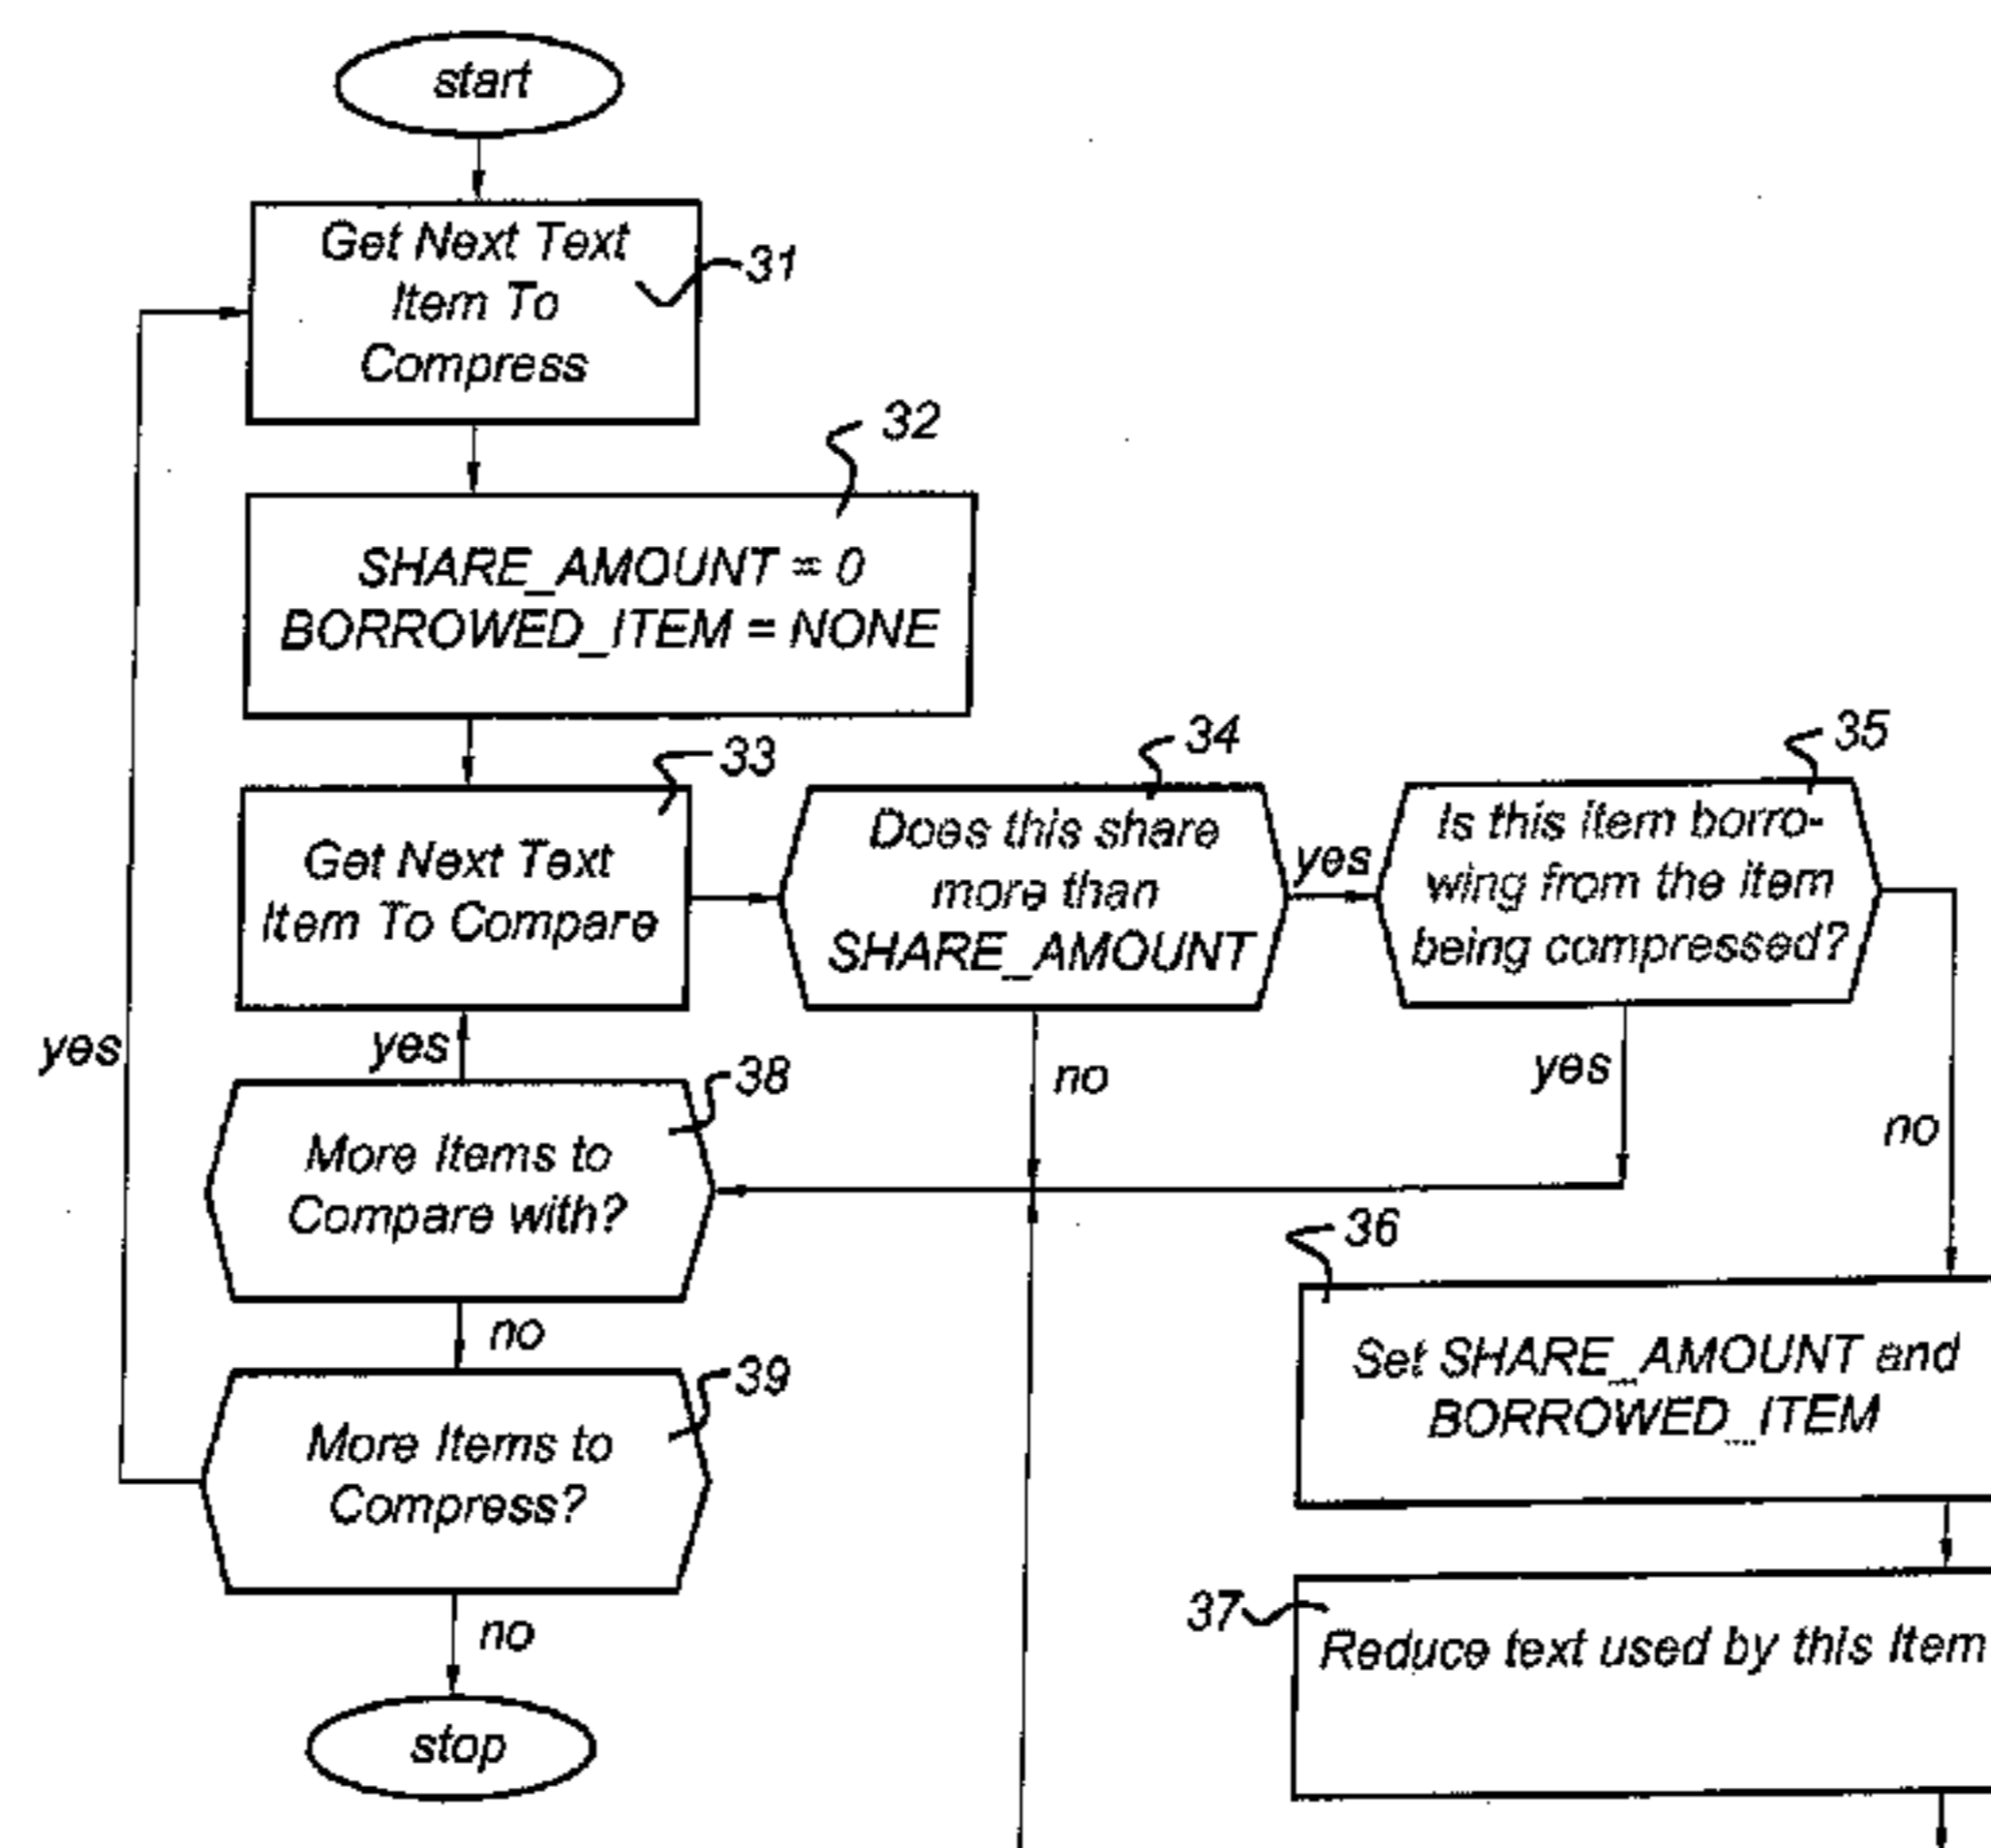 start
Get Next Text
Item To
Compress
31
32
SHARE_AMOUNT = 0
BORROWED_ITEM = NONE
33
Get Next Text
Item To Compare
34
Does this share
more than
SHARE_AMOUNT
yes
35
Is this item borro-
wing from the item
being compressed?
yes
yes
no
yes
no
38
More Items to
Compare with?
36
Set SHARE_AMOUNT and
BORROWED_ITEM
no
39
More Items to
Compress?
37
Reduce text used by this Item
no
stop